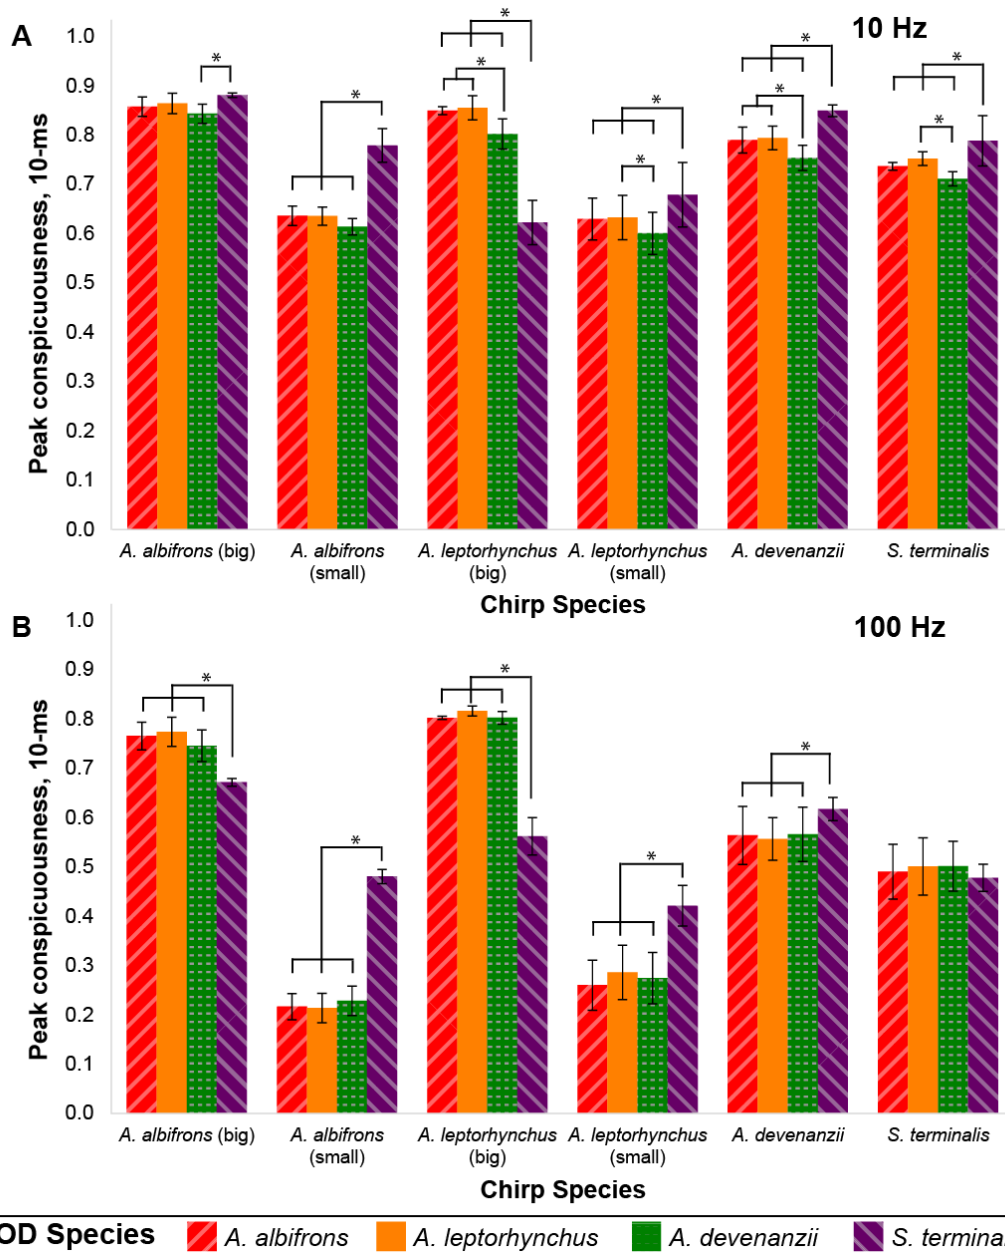 A
10 Hz
Peak conspicuousness, 10-ms
1.0
0.9
0.8
0.7
0.6
0.5
0.4
0.3
0.2
0.1
0.0
*
*
*
*
*
*
*
*
*
*
A. albifrons (big)
A. albifrons (small)
A. leptorhynchus (big)
A. leptorhynchus (small)
A. devenanzii
S. terminalis
Chirp Species
B
100 Hz
Peak conspicuousness, 10-ms
1.0
0.9
0.8
0.7
0.6
0.5
0.4
0.3
0.2
0.1
0.0
*
*
*
*
*
A. albifrons (big)
A. albifrons (small)
A. leptorhynchus (big)
A. leptorhynchus (small)
A. devenanzii
S. terminalis
Chirp Species
OD Species
A. albifrons
A. leptorhynchus
A. devenanzii
S. termina